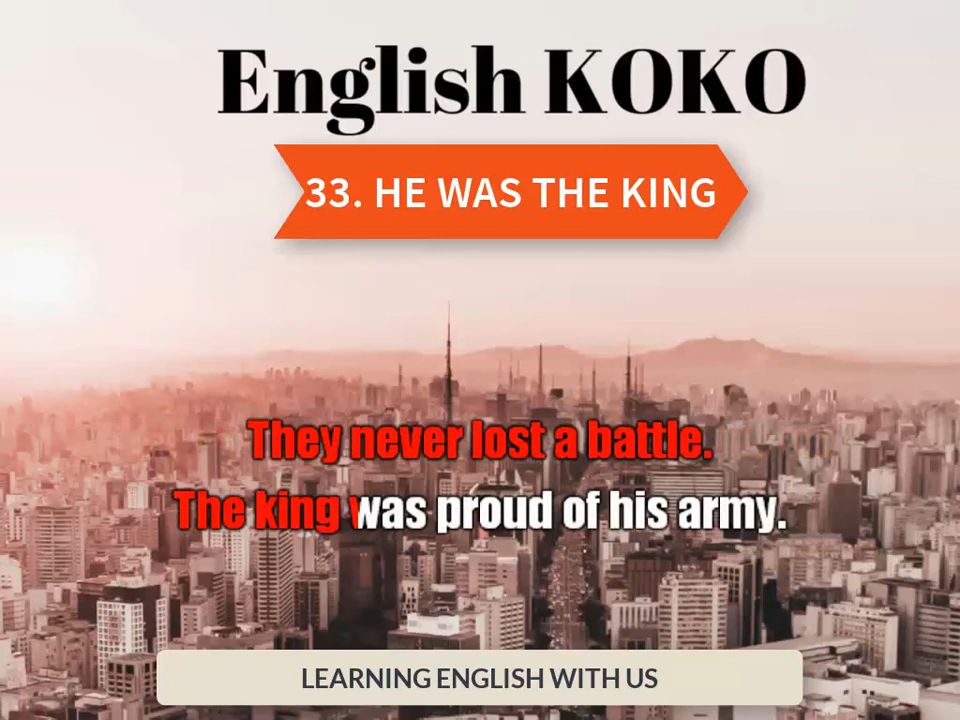 English KOKO
33. HE WAS THE KING
They never lost a battle.
The king was proud of his army.
LEARNING ENGLISH WITH US